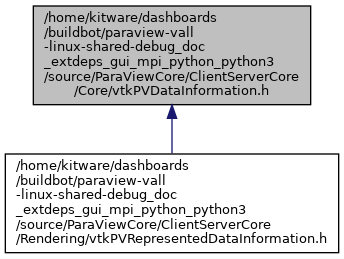 /home/kitware/dashboards
/buildbot/paraview-vall
-linux-shared-debug_doc
_extdeps_gui_mpi_python_python3
/source/ParaViewCore/ClientServerCore
/Core/vtkPVDataInformation.h
/home/kitware/dashboards
/buildbot/paraview-vall
-linux-shared-debug_doc
_extdeps_gui_mpi_python_python3
/source/ParaViewCore/ClientServerCore
/Rendering/vtkPVRepresentedDataInformation.h